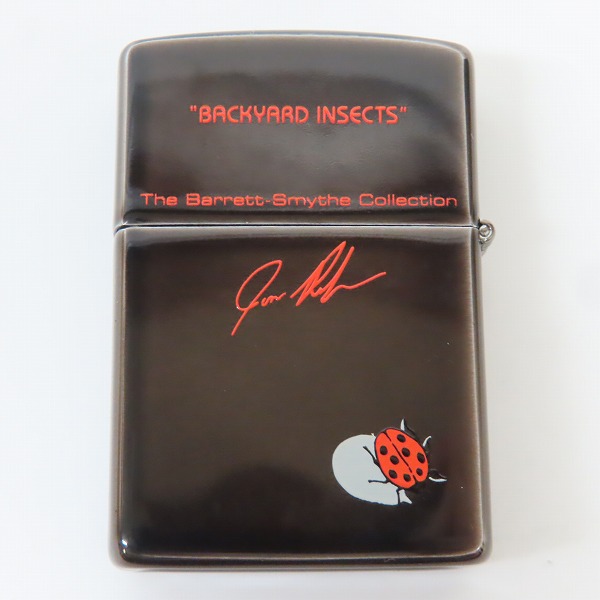 "BACKYARD INSECTS"
The Barrett-Smythe Collection